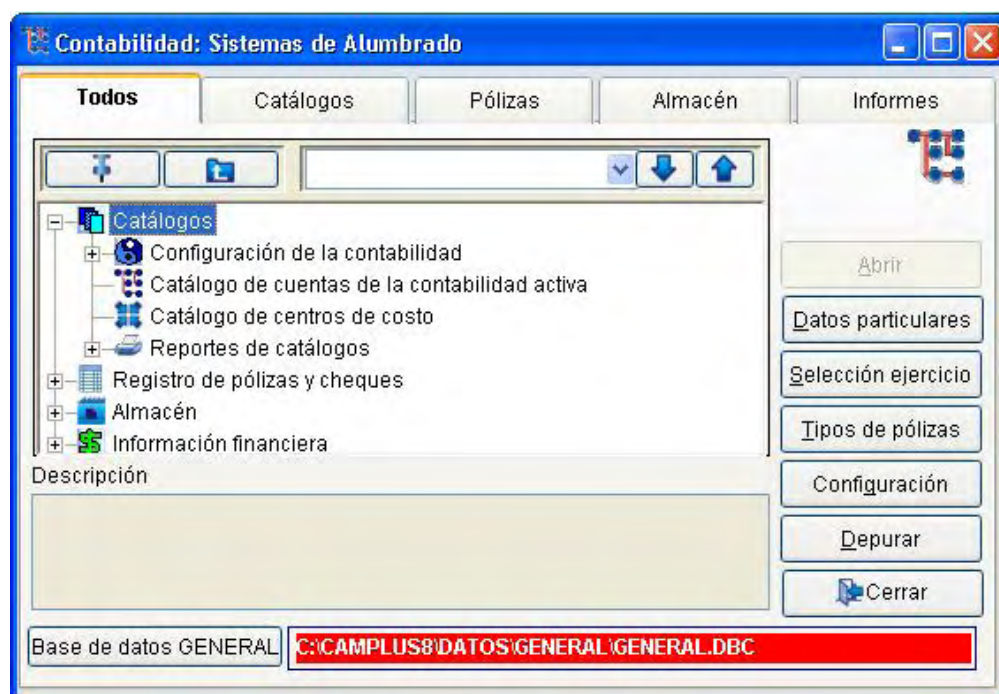 Contabilidad: Sistemas de Alumbrado
Todos
Catálogos
Pólizas
Almacén
Informes
Catálogos
Configuración de la contabilidad
Catálogo de cuentas de la contabilidad activa
Catálogo de centros de costo
Reportes de catálogos
Registro de pólizas y cheques
Almacén
Información financiera
Abrir
Datos particulares
Selección ejercicio
Tipos de pólizas
Configuración
Depurar
Cerrar
Descripción
Base de datos GENERAL
C:\CAMPLUS8\DATOS\GENERAL\GENERAL.DBC